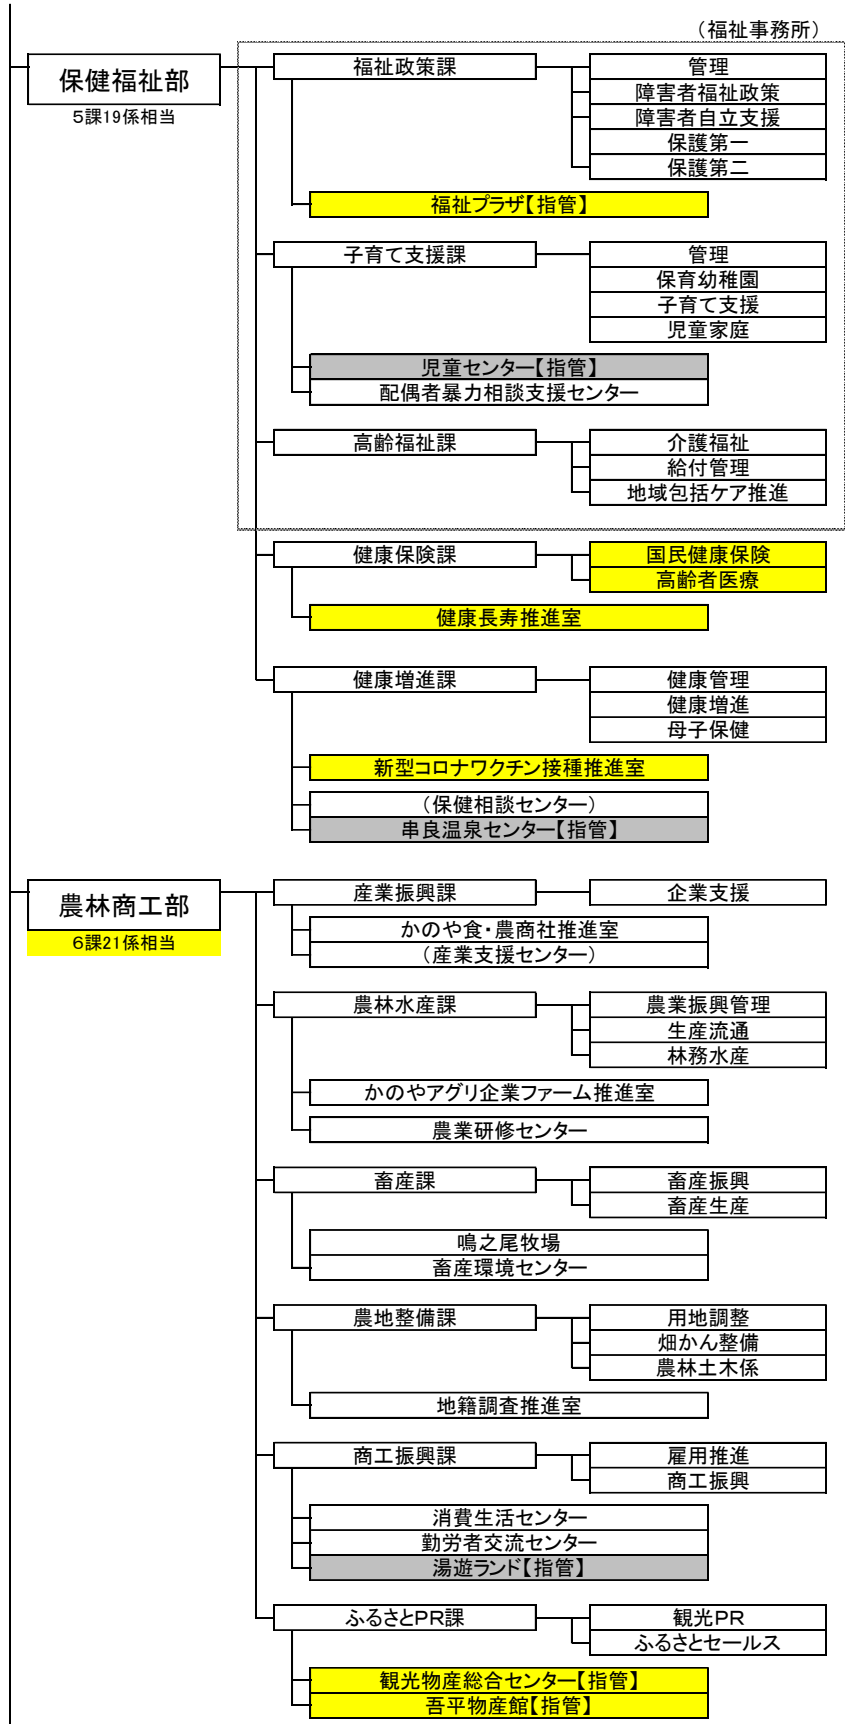 （福祉事務所）
保健福祉部
5課19係相当
福祉政策課
管理
障害者福祉政策
障害者自立支援
保護第一
保護第二
福祉プラザ【指管】
子育て支援課
管理
保育幼稚園
子育て支援
児童家庭
児童センター【指管】
配偶者暴力相談支援センター
高齢福祉課
介護福祉
給付管理
地域包括ケア推進
健康保険課
国民健康保険
高齢者医療
健康長寿推進室
健康増進課
健康管理
健康増進
母子保健
新型コロナワクチン接種推進室
（保健相談センター）
串良温泉センター【指管】
農林商工部
6課21係相当
産業振興課
企業支援
かのや食・農商社推進室
（産業支援センター）
農林水産課
農業振興管理
生産流通
林務水産
かのやアグリ企業ファーム推進室
農業研修センター
畜産課
畜産振興
畜産生産
鳴之尾牧場
畜産環境センター
農地整備課
用地調整
畑かん整備
農林土木係
地籍調査推進室
商工振興課
雇用推進
商工振興
消費生活センター
勤労者交流センター
湯遊ランド【指管】
ふるさとPR課
観光PR
ふるさとセールス
観光物産総合センター【指管】
吾平物産館【指管】